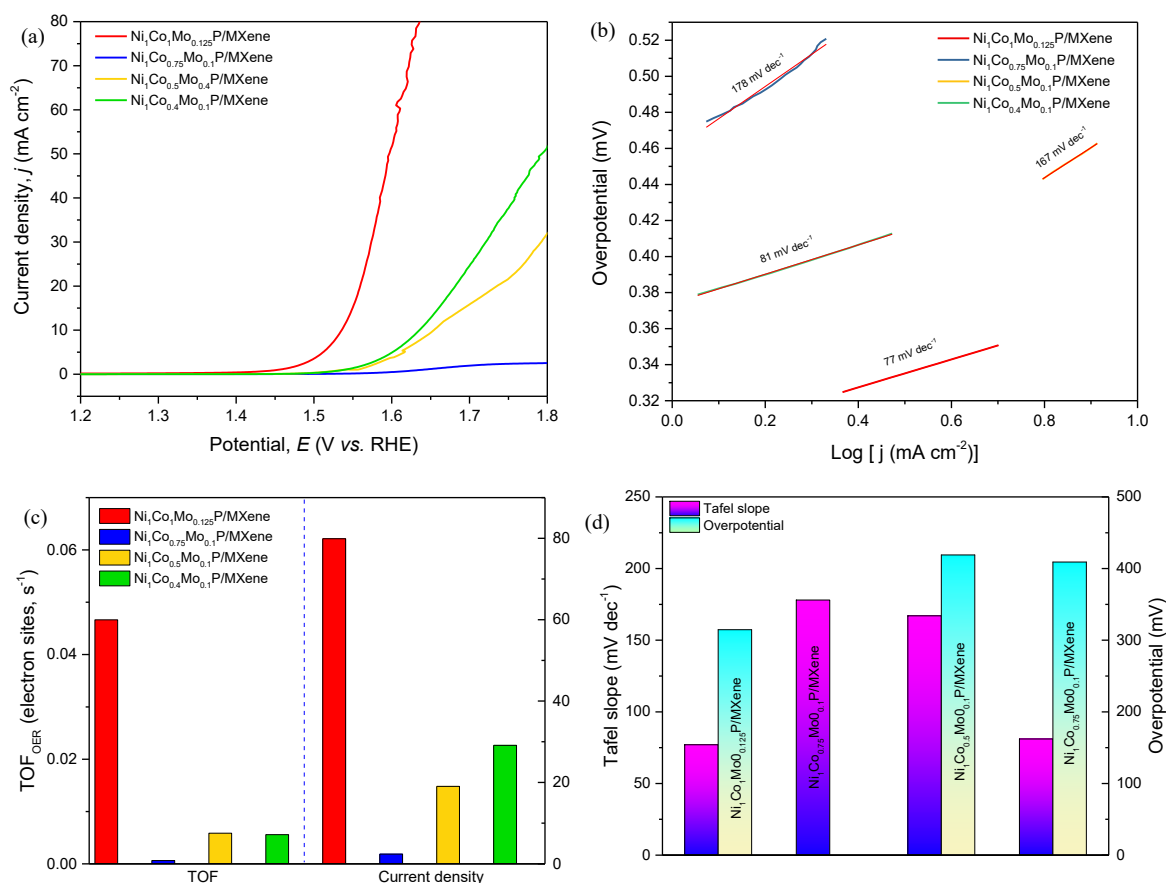 (a)
Ni₁Co₁Mo₀.₁₂₅P/MXene
Ni₁Co₀.₇₅Mo₀.₁P/MXene
Ni₁Co₀.₅Mo₀.₄P/MXene
Ni₁Co₀.₄Mo₀.₁P/MXene
80
70
60
50
40
30
20
10
0
Current density, j (mA cm⁻²)
1.2 1.3 1.4 1.5 1.6 1.7 1.8
Potential, E (V vs. RHE)
(b)
Ni₁Co₁Mo₀.₁₂₅P/MXene
Ni₁Co₀.₇₅Mo₀.₁P/MXene
Ni₁Co₀.₅Mo₀.₁P/MXene
Ni₁Co₀.₄Mo₀.₁P/MXene
178 mV dec⁻¹
167 mV dec⁻¹
81 mV dec⁻¹
77 mV dec⁻¹
0.52
0.50
0.48
0.46
0.44
0.42
0.40
0.38
0.36
0.34
0.32
Overpotential (mV)
0.0 0.2 0.4 0.6 0.8 1.0
Log [ j (mA cm⁻²)]
(c)
Ni₁Co₁Mo₀.₁₂₅P/MXene
Ni₁Co₀.₇₅Mo₀.₁P/MXene
Ni₁Co₀.₅Mo₀.₁P/MXene
Ni₁Co₀.₄Mo₀.₁P/MXene
0.06
0.04
0.02
0.00
TOF_OER (electron sites, s⁻¹)
80
60
40
20
0
TOF Current density
(d)
Tafel slope
Overpotential
250
200
150
100
50
0
Tafel slope (mV dec⁻¹)
Ni₁Co₁Mo0₀.₁₂₅P/MXene
Ni₁Co₀.₇₅Mo0₀.₁P/MXene
Ni₁Co₀.₅Mo0₀.₁P/MXene
Ni₁Co₀.₇₅Mo0₀.₁P/MXene
500
400
300
200
100
0
Overpotential (mV)